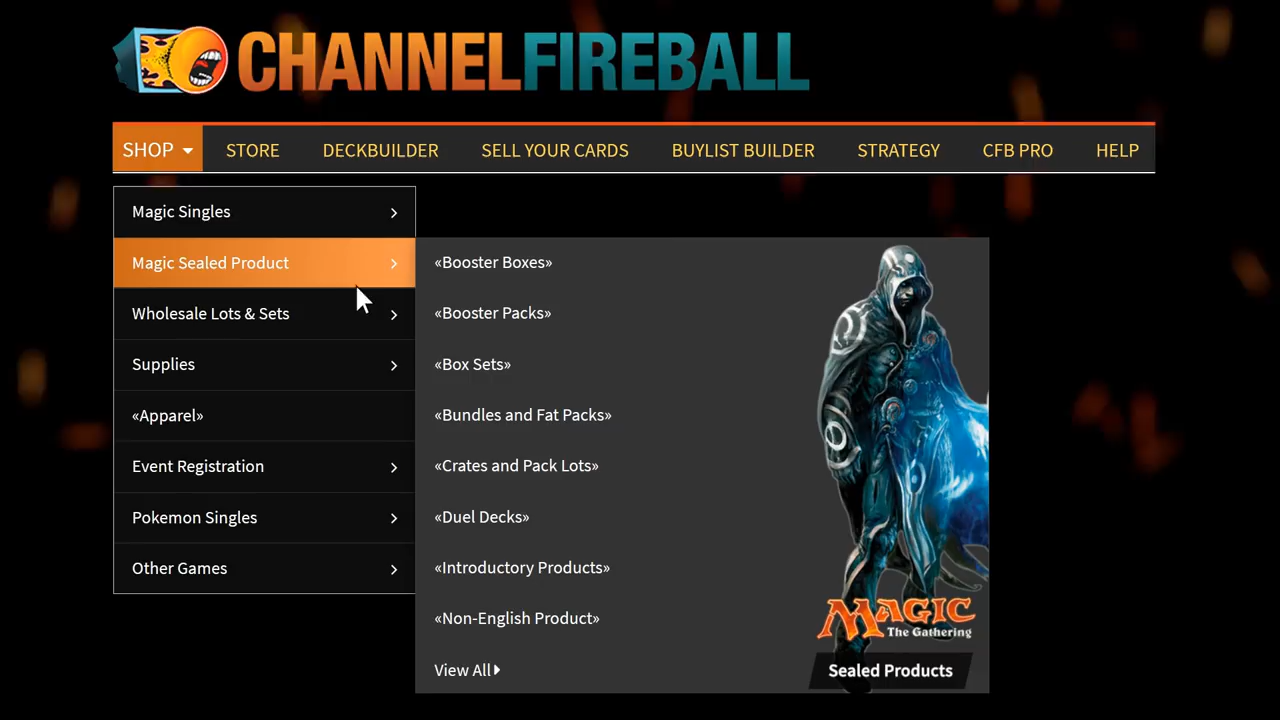 CHANNELFIREBALL
SHOP STORE DECKBUILDER SELL YOUR CARDS BUYLIST BUILDER STRATEGY CFB PRO HELP
Magic Singles
Magic Sealed Product
Wholesale Lots & Sets
Supplies
«Apparel»
Event Registration
Pokemon Singles
Other Games
«Booster Boxes»
«Booster Packs»
«Box Sets»
«Bundles and Fat Packs»
«Crates and Pack Lots»
«Duel Decks»
«Introductory Products»
«Non-English Product»
View All
MAGIC
The Gathering
Sealed Products